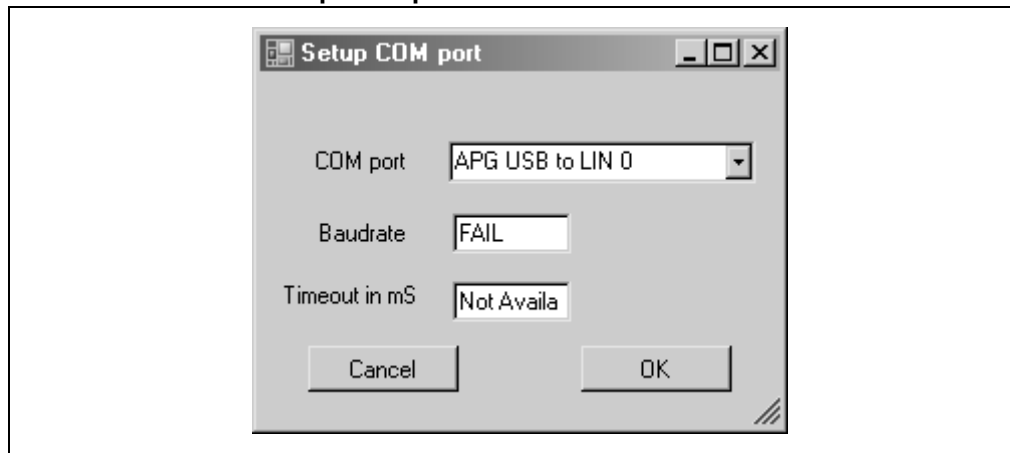 Setup COM port
COM port APG USB to LIN 0
Baudrate FAIL
Timeout in mS Not Availa
Cancel OK